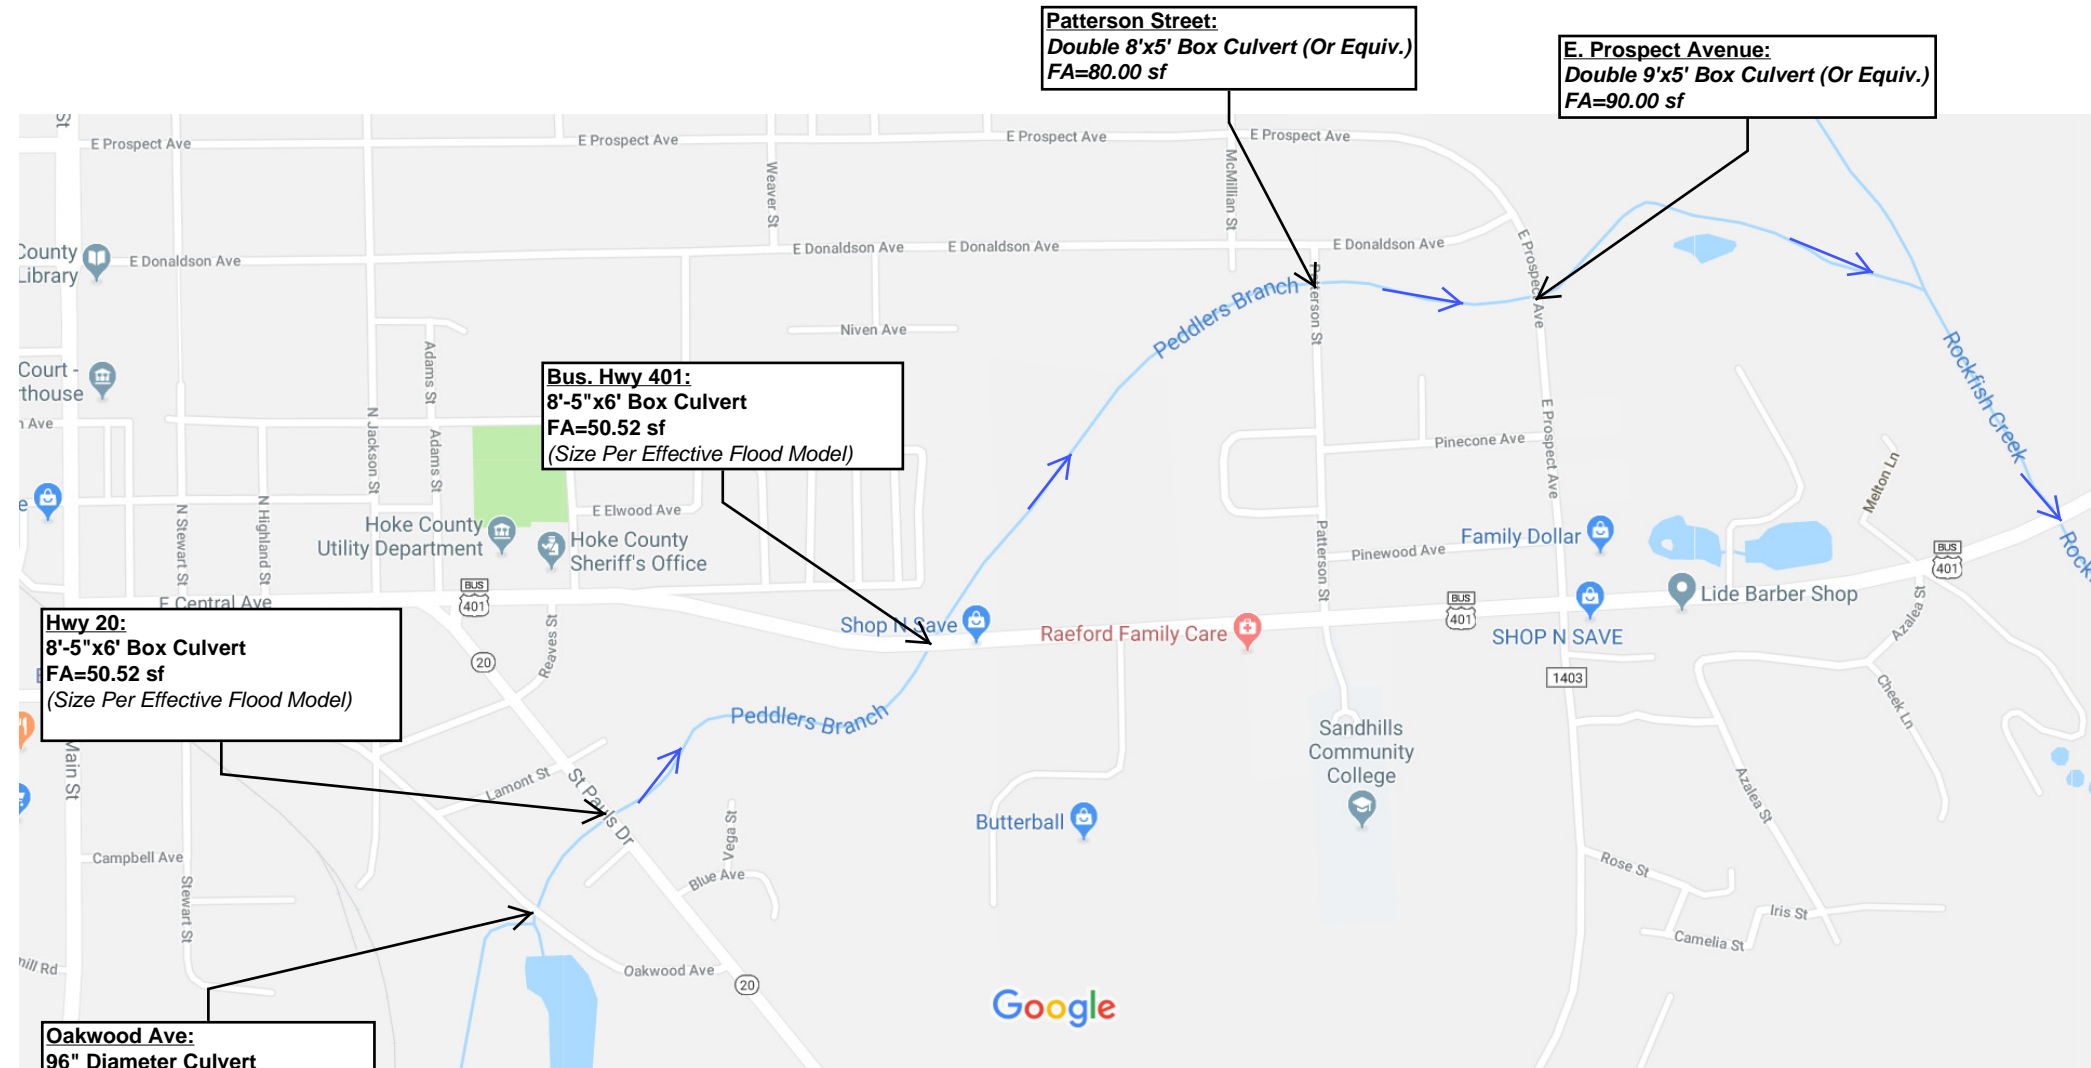 Patterson Street:
Double 8'x5' Box Culvert (Or Equiv.)
FA=80.00 sf
E. Prospect Avenue:
Double 9'x5' Box Culvert (Or Equiv.)
FA=90.00 sf
St
E Prospect Ave
E Prospect Ave
E Prospect Ave
E Prospect Ave
Weaver St
McMillian St
County
Library
E Donaldson Ave
E Donaldson Ave
E Donaldson Ave
E Donaldson Ave
E Prospect Ave
Patterson St
Peddlers Branch
Niven Ave
Adams St
Rockfish Creek
Court -
rthouse
Bus. Hwy 401:
8'-5"x6' Box Culvert
FA=50.52 sf
(Size Per Effective Flood Model)
n Ave
N Jackson St
Adams St
E Prospect Ave
Pinecone Ave
Melton Ln
e
N Stewart St
N Highland St
Hoke County
Utility Department
E Elwood Ave
Hoke County
Sheriff's Office
Patterson St
Pinewood Ave
Family Dollar
BUS
401
Rockf
E Central Ave
BUS
401
Reaves St
Shop N Save
Raeford Family Care
BUS
401
SHOP N SAVE
Lide Barber Shop
Azalea St
Hwy 20:
8'-5"x6' Box Culvert
FA=50.52 sf
(Size Per Effective Flood Model)
20
1403
Cheek Ln
Peddlers Branch
Sandhills
Community
College
Main St
Lamont St
St Pauls Dr
Azalea St
Butterball
Vega St
Campbell Ave
Stewart St
Blue Ave
Rose St
Iris St
Camelia St
mill Rd
Oakwood Ave
20
Google
Oakwood Ave:
96" Diameter Culvert